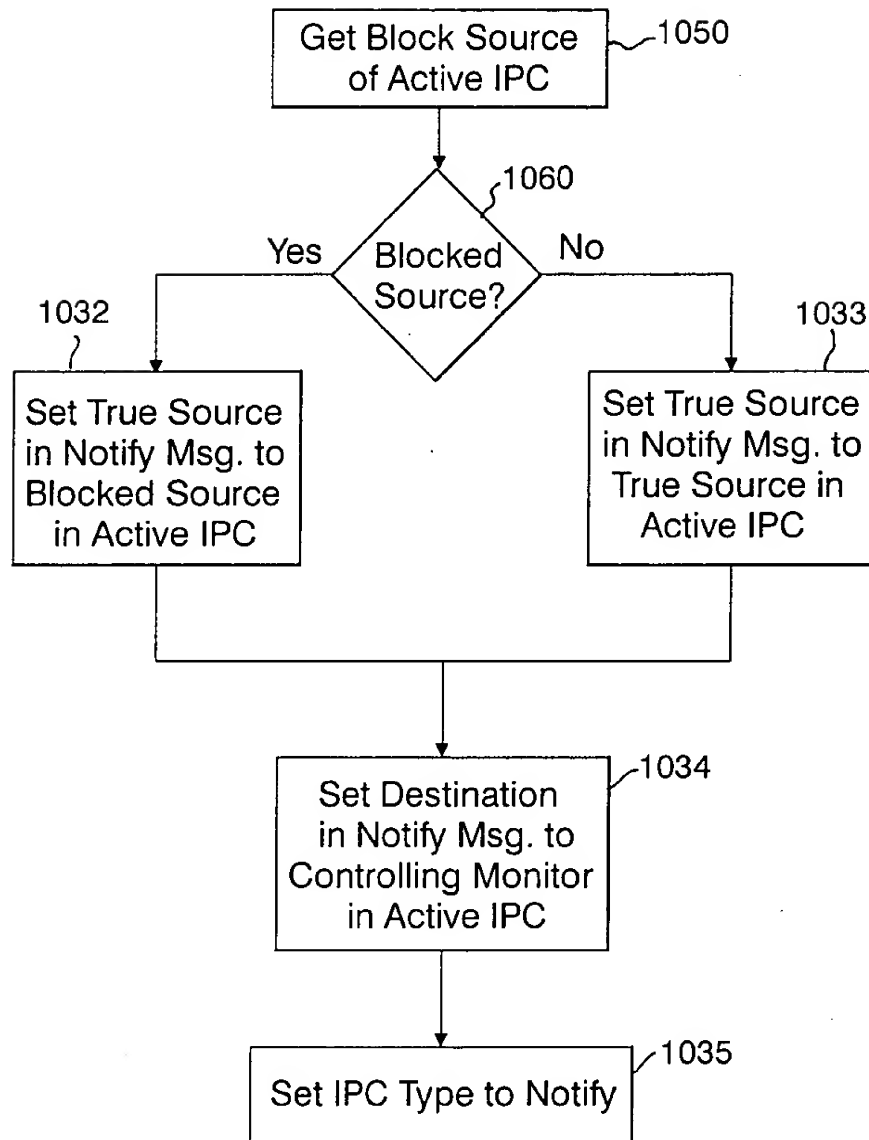 Get Block Source
of Active IPC
1050
1060
Yes
Blocked
Source?
No
1032
1033
Set True Source
in Notify Msg. to
Blocked Source
in Active IPC
Set True Source
in Notify Msg. to
True Source in
Active IPC
1034
Set Destination
in Notify Msg. to
Controlling Monitor
in Active IPC
1035
Set IPC Type to Notify